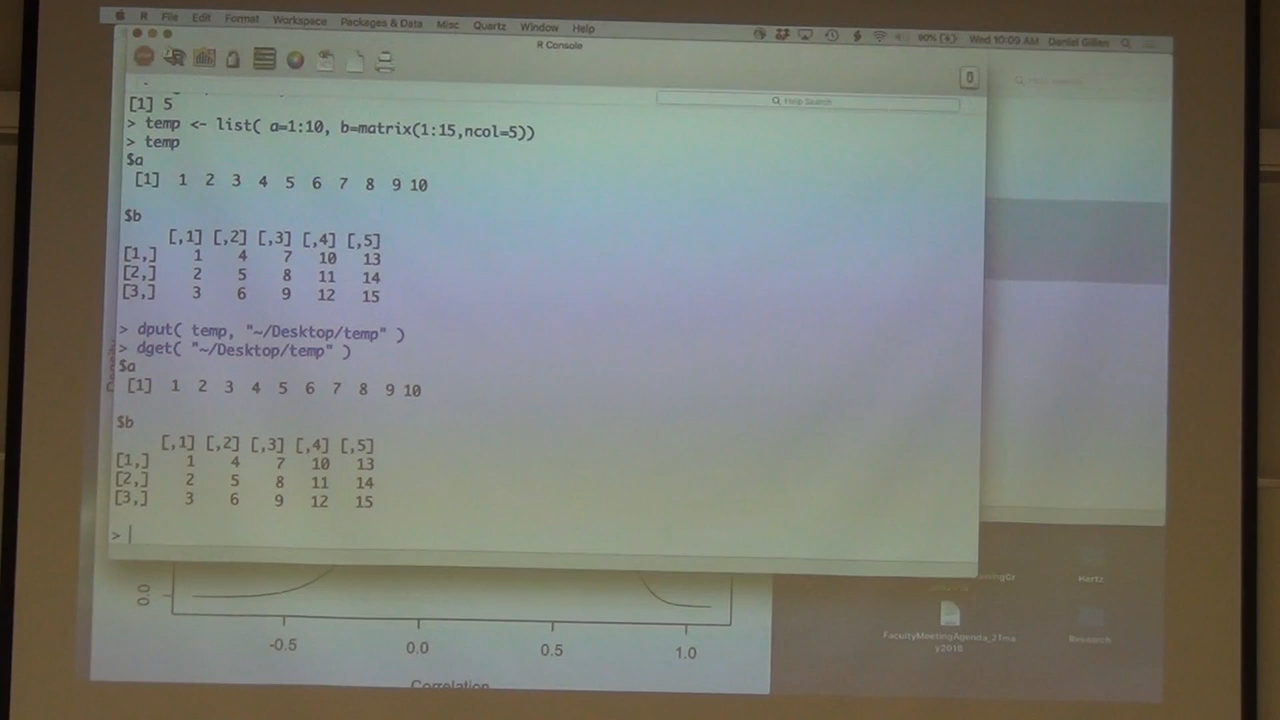 R File Edit Format Workspace Packages & Data Misc Quartz Window Help
90% Wed 10:09 AM Daniel Gillen
R Console
Help Search
[1] 5
> temp <- list( a=1:10, b=matrix(1:15,ncol=5))
> temp
$a
[1] 1 2 3 4 5 6 7 8 9 10
$b
[,1] [,2] [,3] [,4] [,5]
[1,] 1 4 7 10 13
[2,] 2 5 8 11 14
[3,] 3 6 9 12 15
> dput( temp, "~/Desktop/temp" )
> dget( "~/Desktop/temp" )
$a
[1] 1 2 3 4 5 6 7 8 9 10
$b
[,1] [,2] [,3] [,4] [,5]
[1,] 1 4 7 10 13
[2,] 2 5 8 11 14
[3,] 3 6 9 12 15
>
Density
0.0
-0.5 0.0 0.5 1.0
Correlation
Hertz
FacultyMeetingAgenda_21ma
y2018
Research